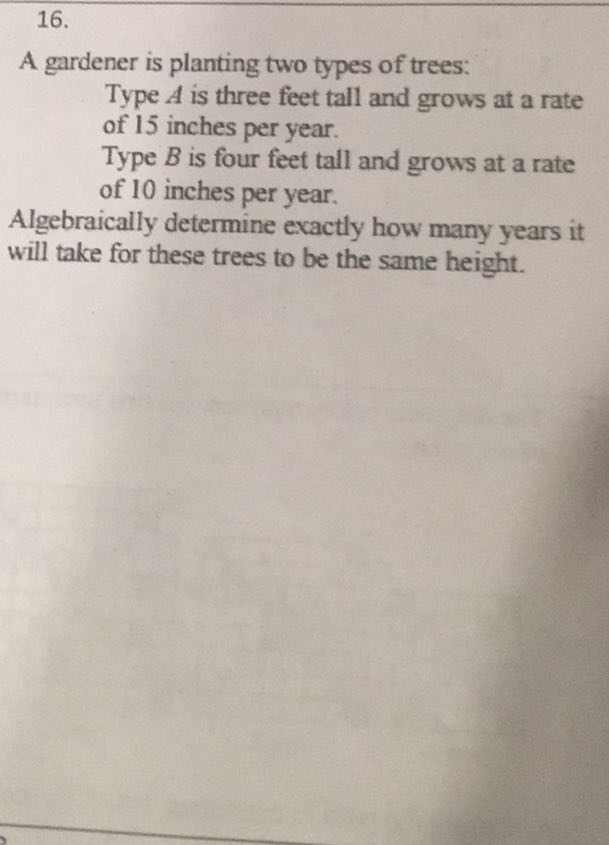 16.
A gardener is planting two types of trees:
Type A is three feet tall and grows at a rate
of 15 inches per year.
Type B is four feet tall and grows at a rate
of 10 inches per year.
Algebraically determine exactly how many years it
will take for these trees to be the same height.